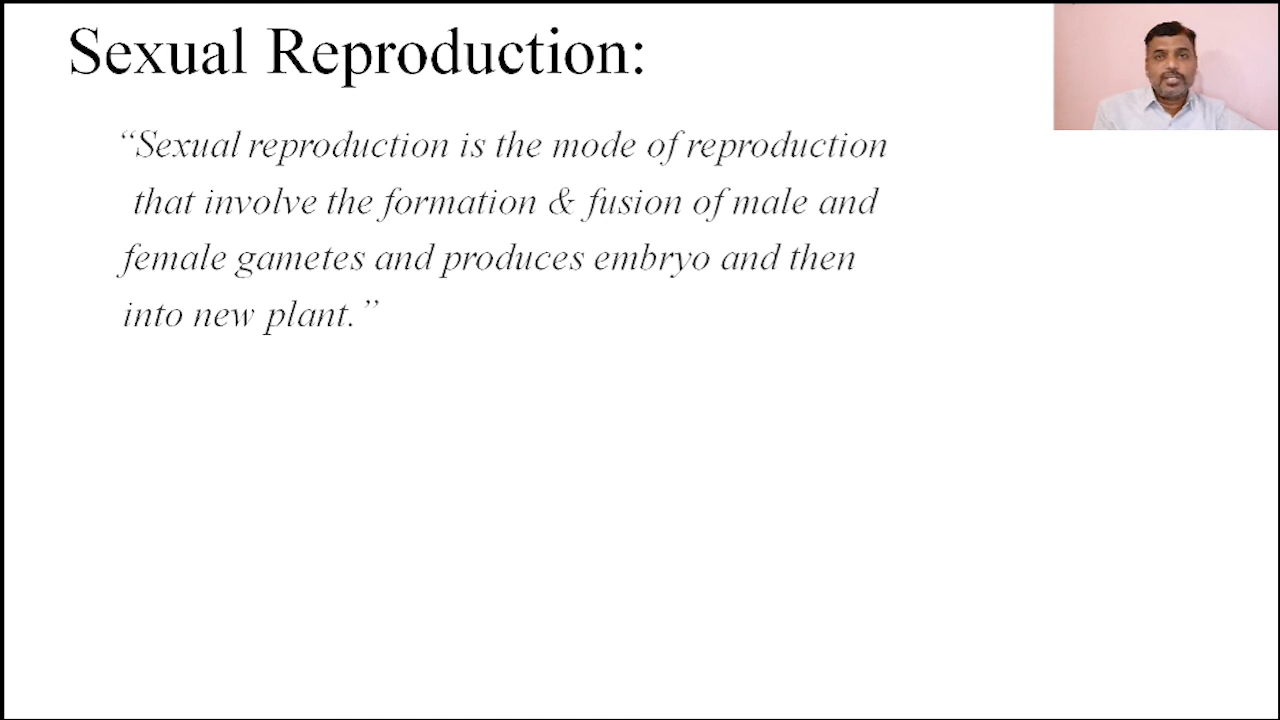 Sexual Reproduction:
“Sexual reproduction is the mode of reproduction
that involve the formation & fusion of male and
female gametes and produces embryo and then
into new plant.”